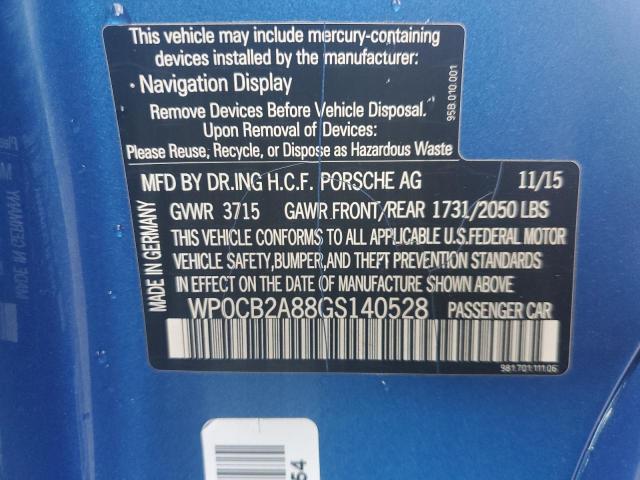 This vehicle may include mercury-containing
devices installed by the manufacturer:
· Navigation Display
Remove Devices Before Vehicle Disposal.
Upon Removal of Devices:
Please Reuse, Recycle, or Dispose as Hazardous Waste
95B.010.001
MFD BY DR.ING H.C.F. PORSCHE AG 11/15
GVWR 3715 GAWR FRONT/REAR 1731/2050 LBS
THIS VEHICLE CONFORMS TO ALL APPLICABLE U.S.FEDERAL MOTOR
VEHICLE SAFETY,BUMPER,AND THEFT PREVENTION STANDARDS
IN EFFECT ON THE DATE OF MANUFACTURE SHOWN ABOVE
WP0CB2A88GS140528 PASSENGER CAR
MADE IN GERMANY
981.701.111.06
54